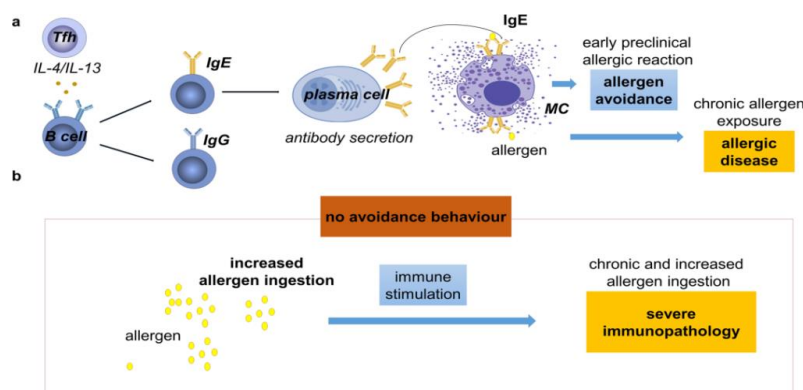 a
Tfh
IL-4/IL-13
B cell
IgE
IgG
plasma cell
antibody secretion
IgE
MC
allergen
early preclinical
allergic reaction
allergen
avoidance
chronic allergen
exposure
allergic
disease
b
no avoidance behaviour
increased
allergen ingestion
allergen
immune
stimulation
chronic and increased
allergen ingestion
severe
immunopathology